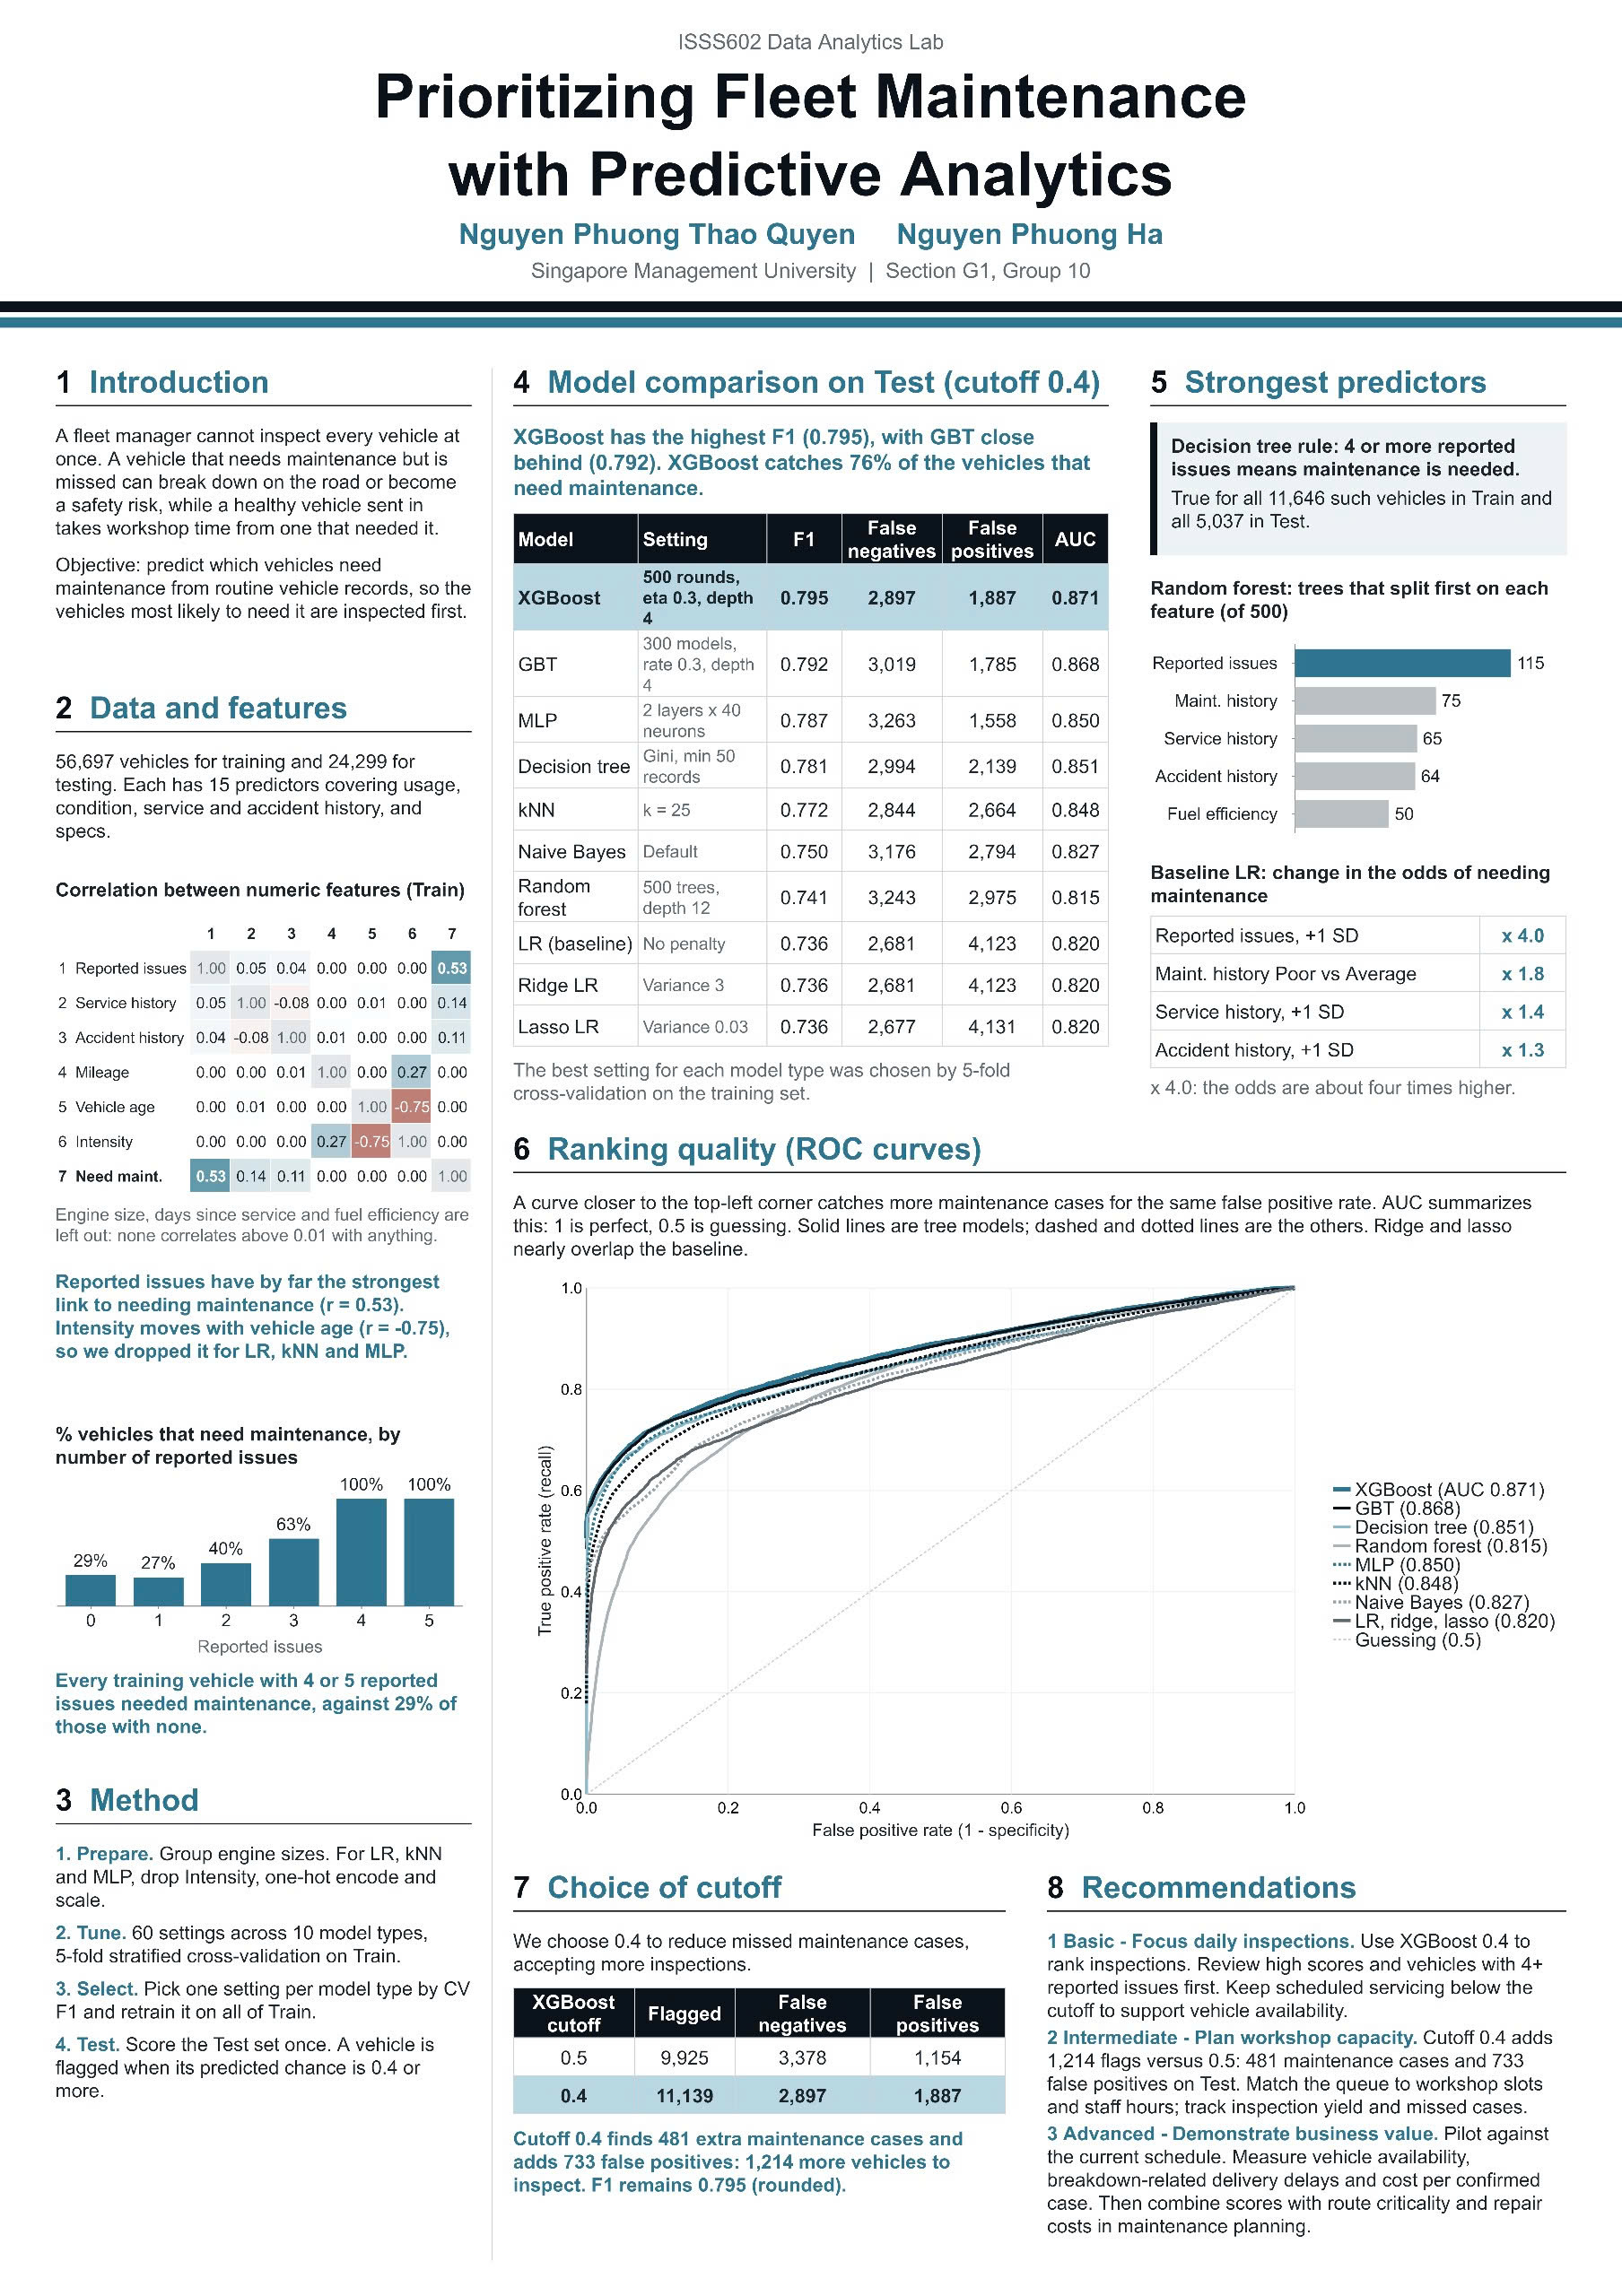 ISSS602 Data Analytics Lab
Prioritizing Fleet Maintenance
with Predictive Analytics
Nguyen Phuong Thao Quyen Nguyen Phuong Ha
Singapore Management University | Section G1, Group 10
1 Introduction
A fleet manager cannot inspect every vehicle at
once. A vehicle that needs maintenance but is
missed can break down on the road or become
a safety risk, while a healthy vehicle sent in
takes workshop time from one that needed it.
Objective: predict which vehicles need
maintenance from routine vehicle records, so the
vehicles most likely to need it are inspected first.
2 Data and features
56,697 vehicles for training and 24,299 for
testing. Each has 15 predictors covering usage,
condition, service and accident history, and
specs.
Correlation between numeric features (Train)
1 2 3 4 5 6 7
1 Reported issues 1.00 0.05 0.04 0.00 0.00 0.00 0.53
2 Service history 0.05 1.00 -0.08 0.00 0.01 0.00 0.14
3 Accident history 0.04 -0.08 1.00 0.01 0.00 0.00 0.11
4 Mileage 0.00 0.00 0.01 1.00 0.00 0.27 0.00
5 Vehicle age 0.00 0.01 0.00 0.00 1.00 -0.75 0.00
6 Intensity 0.00 0.00 0.00 0.27 -0.75 1.00 0.00
7 Need maint. 0.53 0.14 0.11 0.00 0.00 0.00 1.00
Engine size, days since service and fuel efficiency are
left out: none correlates above 0.01 with anything.
Reported issues have by far the strongest
link to needing maintenance (r = 0.53).
Intensity moves with vehicle age (r = -0.75),
so we dropped it for LR, kNN and MLP.
% vehicles that need maintenance, by
number of reported issues
29% 27% 40% 63% 100% 100%
0 1 2 3 4 5
Reported issues
Every training vehicle with 4 or 5 reported
issues needed maintenance, against 29% of
those with none.
3 Method
1. Prepare. Group engine sizes. For LR, kNN
and MLP, drop Intensity, one-hot encode and
scale.
2. Tune. 60 settings across 10 model types,
5-fold stratified cross-validation on Train.
3. Select. Pick one setting per model type by CV
F1 and retrain it on all of Train.
4. Test. Score the Test set once. A vehicle is
flagged when its predicted chance is 0.4 or
more.
4 Model comparison on Test (cutoff 0.4)
XGBoost has the highest F1 (0.795), with GBT close
behind (0.792). XGBoost catches 76% of the vehicles that
need maintenance.
Model Setting F1 False negatives False positives AUC
XGBoost 500 rounds, eta 0.3, depth 4 0.795 2,897 1,887 0.871
GBT 300 models, rate 0.3, depth 4 0.792 3,019 1,785 0.868
MLP 2 layers x 40 neurons 0.787 3,263 1,558 0.850
Decision tree Gini, min 50 records 0.781 2,994 2,139 0.851
kNN k = 25 0.772 2,844 2,664 0.848
Naive Bayes Default 0.750 3,176 2,794 0.827
Random forest 500 trees, depth 12 0.741 3,243 2,975 0.815
LR (baseline) No penalty 0.736 2,681 4,123 0.820
Ridge LR Variance 3 0.736 2,681 4,123 0.820
Lasso LR Variance 0.03 0.736 2,677 4,131 0.820
The best setting for each model type was chosen by 5-fold
cross-validation on the training set.
5 Strongest predictors
Decision tree rule: 4 or more reported
issues means maintenance is needed.
True for all 11,646 such vehicles in Train and
all 5,037 in Test.
Random forest: trees that split first on each
feature (of 500)
Reported issues 115
Maint. history 75
Service history 65
Accident history 64
Fuel efficiency 50
Baseline LR: change in the odds of needing
maintenance
Reported issues, +1 SD x 4.0
Maint. history Poor vs Average x 1.8
Service history, +1 SD x 1.4
Accident history, +1 SD x 1.3
x 4.0: the odds are about four times higher.
6 Ranking quality (ROC curves)
A curve closer to the top-left corner catches more maintenance cases for the same false positive rate. AUC summarizes
this: 1 is perfect, 0.5 is guessing. Solid lines are tree models; dashed and dotted lines are the others. Ridge and lasso
nearly overlap the baseline.
True positive rate (recall)
1.0
0.8
0.6
0.4
0.2
0.0
0.0 0.2 0.4 0.6 0.8 1.0
False positive rate (1 - specificity)
XGBoost (AUC 0.871)
GBT (0.868)
Decision tree (0.851)
Random forest (0.815)
MLP (0.850)
kNN (0.848)
Naive Bayes (0.827)
LR, ridge, lasso (0.820)
Guessing (0.5)
7 Choice of cutoff
We choose 0.4 to reduce missed maintenance cases,
accepting more inspections.
XGBoost cutoff Flagged False negatives False positives
0.5 9,925 3,378 1,154
0.4 11,139 2,897 1,887
Cutoff 0.4 finds 481 extra maintenance cases and
adds 733 false positives: 1,214 more vehicles to
inspect. F1 remains 0.795 (rounded).
8 Recommendations
1 Basic - Focus daily inspections. Use XGBoost 0.4 to
rank inspections. Review high scores and vehicles with 4+
reported issues first. Keep scheduled servicing below the
cutoff to support vehicle availability.
2 Intermediate - Plan workshop capacity. Cutoff 0.4 adds
1,214 flags versus 0.5: 481 maintenance cases and 733
false positives on Test. Match the queue to workshop slots
and staff hours; track inspection yield and missed cases.
3 Advanced - Demonstrate business value. Pilot against
the current schedule. Measure vehicle availability,
breakdown-related delivery delays and cost per confirmed
case. Then combine scores with route criticality and repair
costs in maintenance planning.